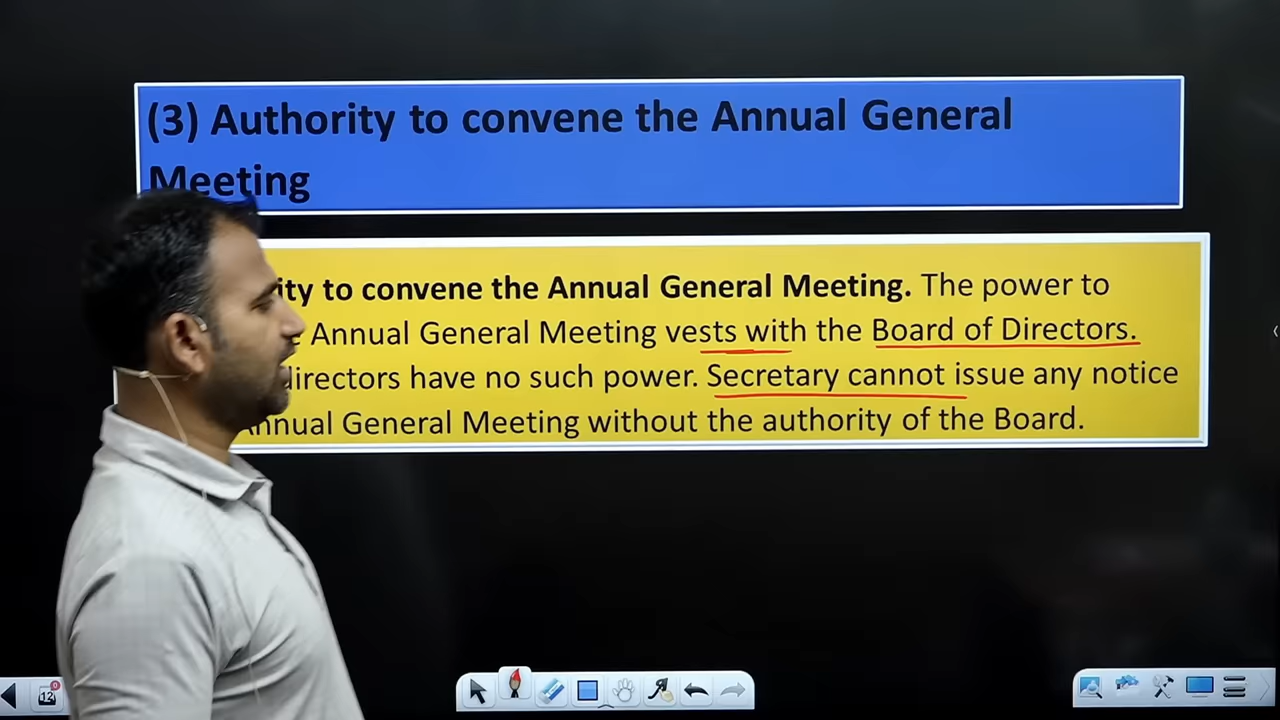 (3) Authority to convene the Annual General
Meeting
ity to convene the Annual General Meeting. The power to
Annual General Meeting vests with the Board of Directors.
directors have no such power. Secretary cannot issue any notice
Annual General Meeting without the authority of the Board.
12